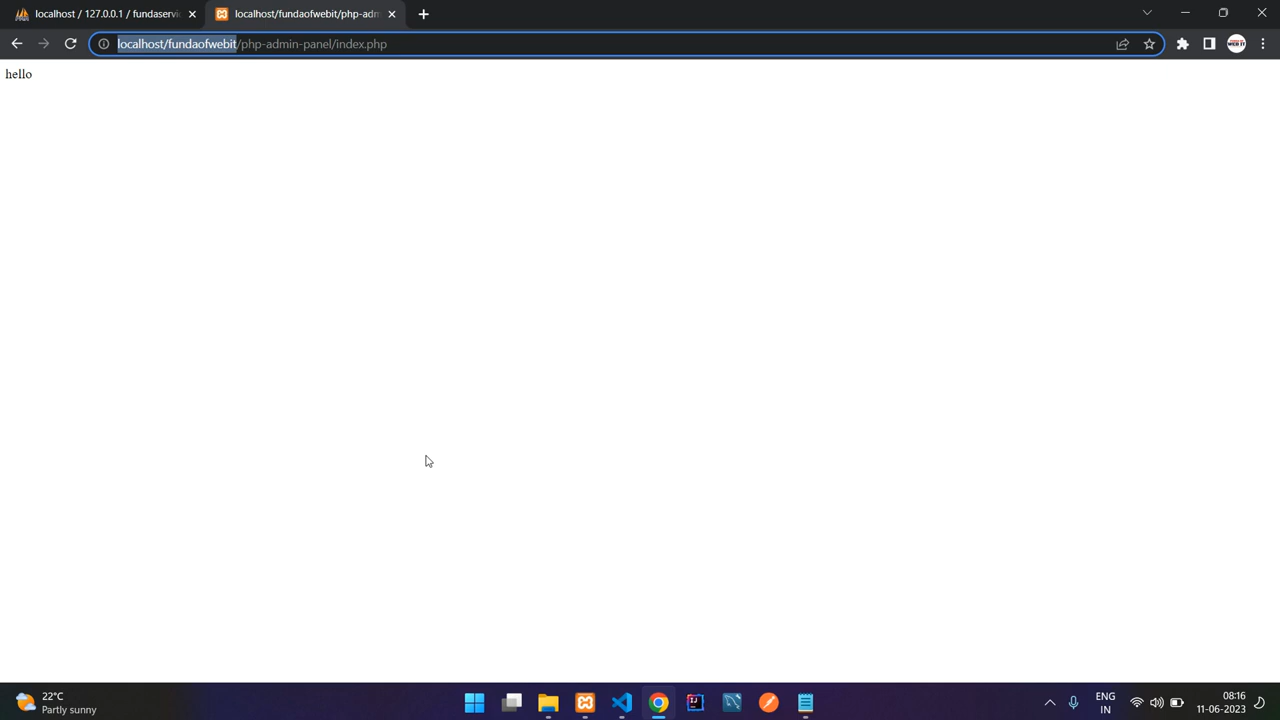 localhost / 127.0.0.1 / fundaservi
localhost/fundaofwebit/php-adm
localhost/fundaofwebit/php-admin-panel/index.php
hello
22°C
Partly sunny
ENG
IN
08:16
11-06-2023